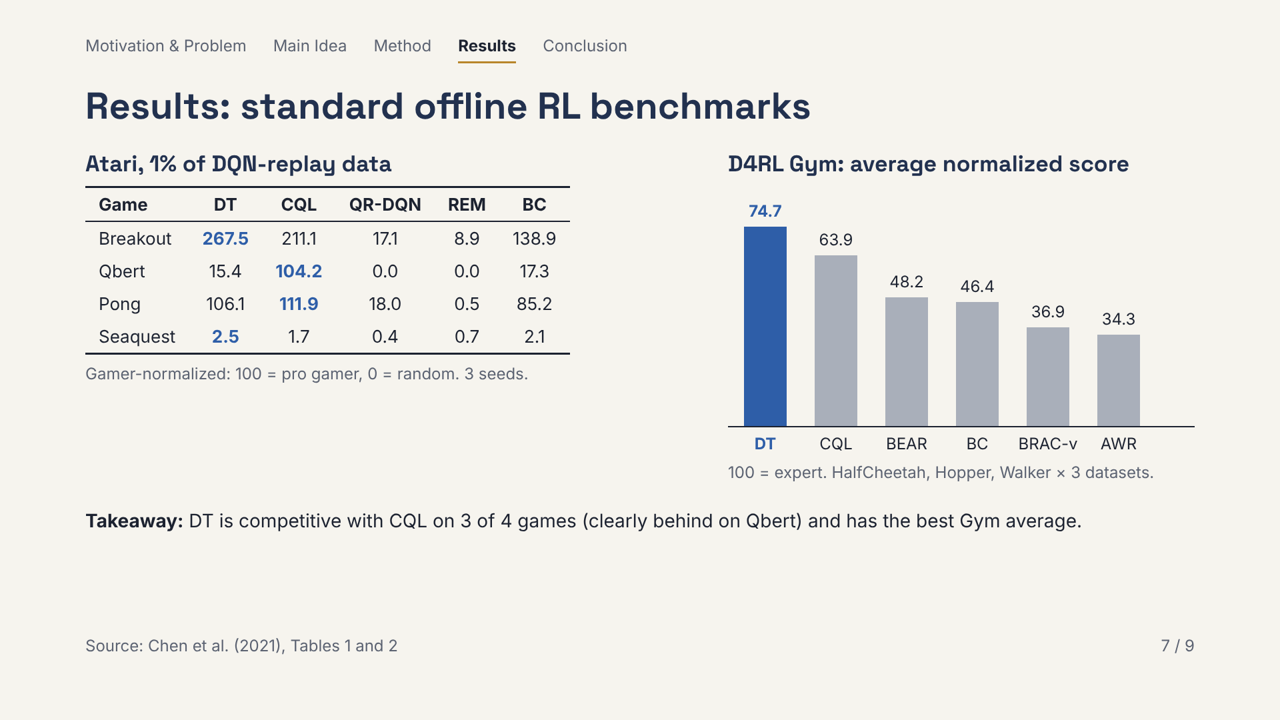 Motivation & Problem Main Idea Method Results Conclusion
Results: standard offline RL benchmarks
Atari, 1% of DQN-replay data
Game DT CQL QR-DQN REM BC
Breakout 267.5 211.1 17.1 8.9 138.9
Qbert 15.4 104.2 0.0 0.0 17.3
Pong 106.1 111.9 18.0 0.5 85.2
Seaquest 2.5 1.7 0.4 0.7 2.1
Gamer-normalized: 100 = pro gamer, 0 = random. 3 seeds.
D4RL Gym: average normalized score
74.7 63.9 48.2 46.4 36.9 34.3
DT CQL BEAR BC BRAC-v AWR
100 = expert. HalfCheetah, Hopper, Walker × 3 datasets.
Takeaway: DT is competitive with CQL on 3 of 4 games (clearly behind on Qbert) and has the best Gym average.
Source: Chen et al. (2021), Tables 1 and 2
7 / 9